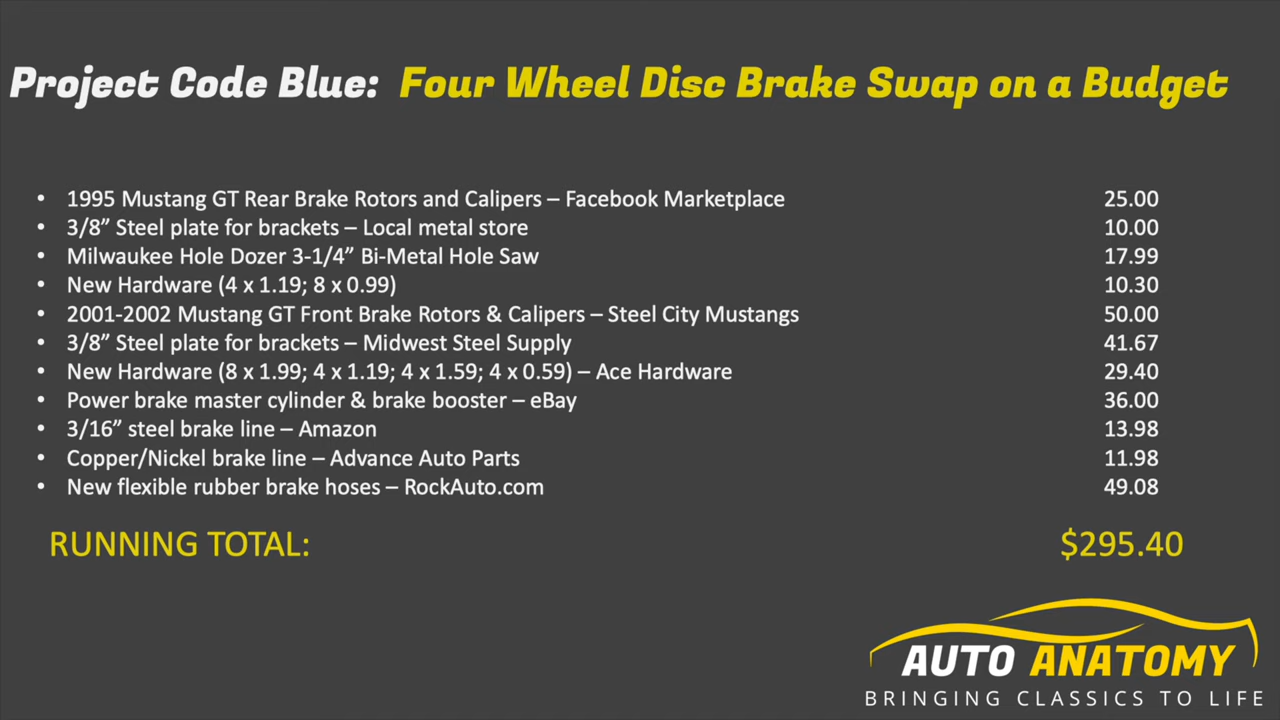 Project Code Blue: Four Wheel Disc Brake Swap on a Budget
• 1995 Mustang GT Rear Brake Rotors and Calipers – Facebook Marketplace 25.00
• 3/8” Steel plate for brackets – Local metal store 10.00
• Milwaukee Hole Dozer 3-1/4” Bi-Metal Hole Saw 17.99
• New Hardware (4 x 1.19; 8 x 0.99) 10.30
• 2001-2002 Mustang GT Front Brake Rotors & Calipers – Steel City Mustangs 50.00
• 3/8” Steel plate for brackets – Midwest Steel Supply 41.67
• New Hardware (8 x 1.99; 4 x 1.19; 4 x 1.59; 4 x 0.59) – Ace Hardware 29.40
• Power brake master cylinder & brake booster – eBay 36.00
• 3/16” steel brake line – Amazon 13.98
• Copper/Nickel brake line – Advance Auto Parts 11.98
• New flexible rubber brake hoses – RockAuto.com 49.08
RUNNING TOTAL: $295.40
AUTO ANATOMY
BRINGING CLASSICS TO LIFE